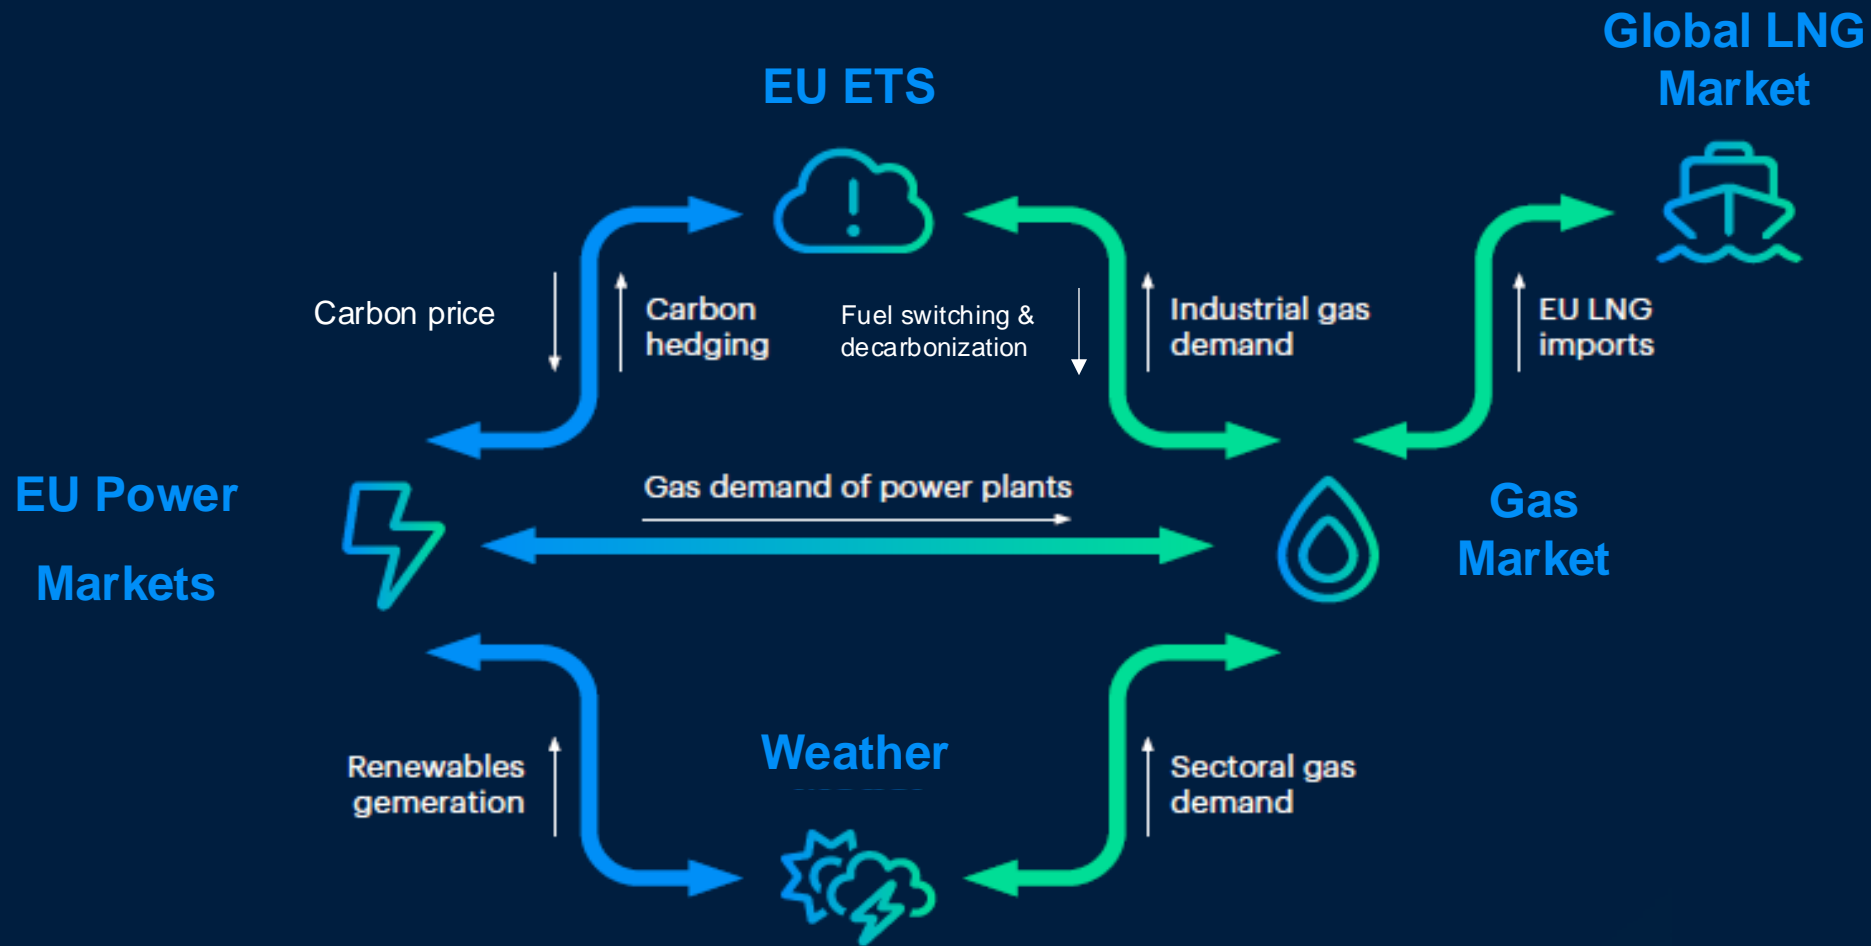 Global LNG
Market
EU ETS
Carbon price
Carbon
hedging
Fuel switching &
decarbonization
Industrial gas
demand
EU LNG
imports
EU Power
Markets
Gas demand of power plants
Gas
Market
Weather
Renewables
gemeration
Sectoral gas
demand